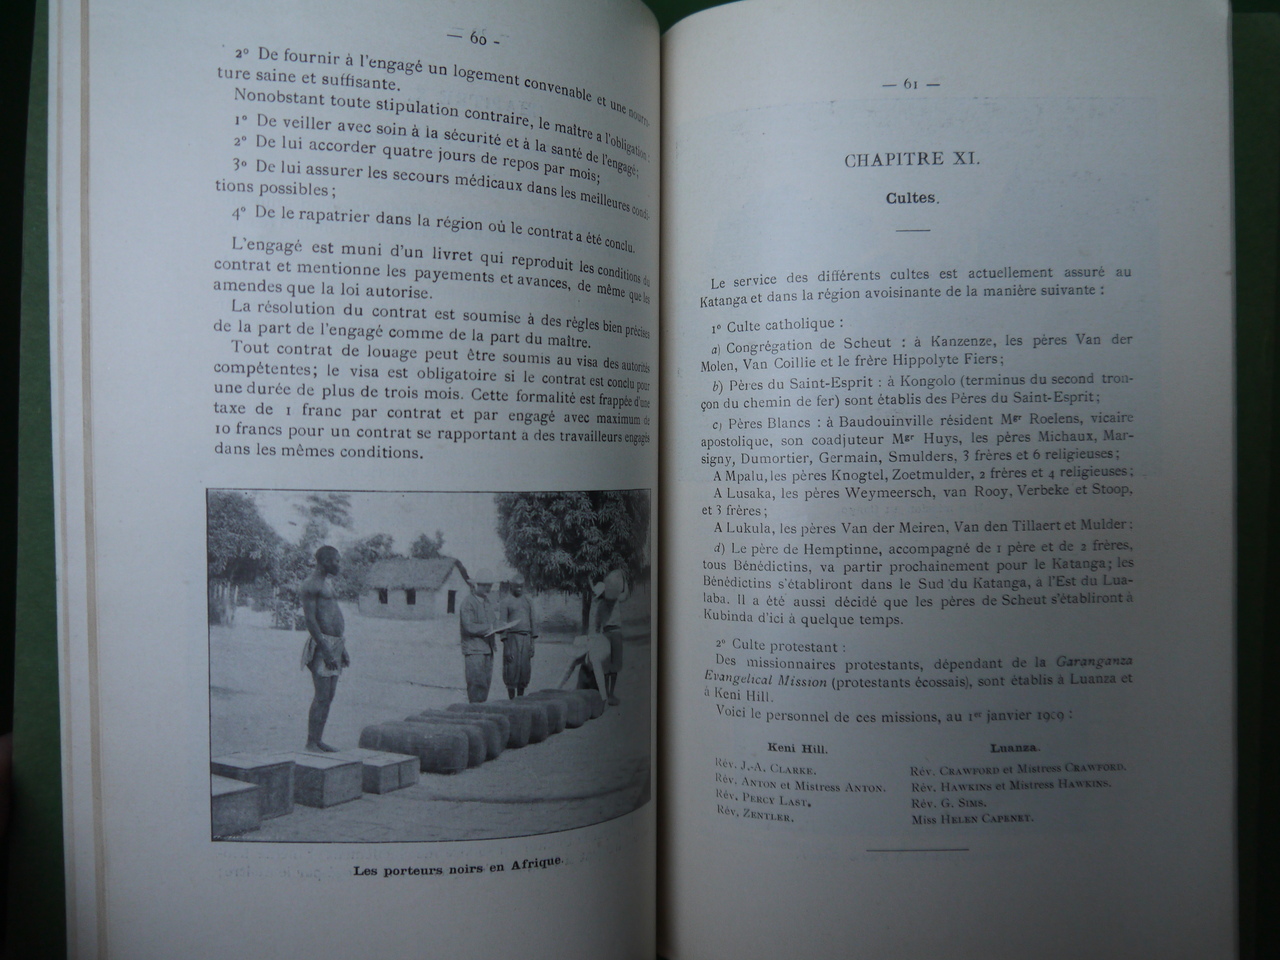 — 60 -
2° De fournir à l'engagé un logement convenable et une nourri-
ture saine et suffisante.
Nonobstant toute stipulation contraire, le maître a l'obligation :
1° De veiller avec soin à la sécurité et à la santé de l'engagé;
2° De lui accorder quatre jours de repos par mois;
3° De lui assurer les secours médicaux dans les meilleures condi-
tions possibles;
4° De le rapatrier dans la région où le contrat a été conclu.
L'engagé est muni d'un livret qui reproduit les conditions du
contrat et mentionne les payements et avances, de même que les
amendes que la loi autorise.
La résolution du contrat est soumise à des règles bien précises
de la part de l'engagé comme de la part du maître.
Tout contrat de louage peut être soumis au visa des autorités
compétentes; le visa est obligatoire si le contrat est conclu pour
une durée de plus de trois mois. Cette formalité est frappée d'une
taxe de 1 franc par contrat et par engagé avec maximum de
10 francs pour un contrat se rapportant a des travailleurs engagés
dans les mêmes conditions.
Les porteurs noirs en Afrique.
— 61 —
CHAPITRE XI.
Cultes.
Le service des différents cultes est actuellement assuré au
Katanga et dans la région avoisinante de la manière suivante :
1° Culte catholique :
a) Congrégation de Scheut : à Kanzenze, les pères Van der
Molen, Van Coillie et le frère Hippolyte Fiers;
b) Pères du Saint-Esprit : à Kongolo (terminus du second tron-
çon du chemin de fer) sont établis des Pères du Saint-Esprit;
c) Pères Blancs : à Baudouinville résident Mgr Roelens, vicaire
apostolique, son coadjuteur Mgr Huys, les pères Michaux, Mar-
signy, Dumortier, Germain, Smulders, 3 frères et 6 religieuses;
A Mpalu, les pères Knogtel, Zoetmulder, 2 frères et 4 religieuses;
A Lusaka, les pères Weymeersch, van Rooy, Verbeke et Stoop,
et 3 frères;
A Lukula, les pères Van der Meiren, Van den Tillaert et Mulder;
d) Le père de Hemptinne, accompagné de 1 père et de 2 frères,
tous Bénédictins, va partir prochainement pour le Katanga; les
Bénédictins s'établiront dans le Sud du Katanga, à l'Est du Lua-
laba. Il a été aussi décidé que les pères de Scheut s'établiront à
Kubinda d'ici à quelque temps.
2° Culte protestant :
Des missionnaires protestants, dépendant de la Garanganza
Evangelical Mission (protestants écossais), sont établis à Luanza et
à Keni Hill.
Voici le personnel de ces missions, au 1er janvier 1909 :
Keni Hill.
Rév. J.-A. CLARKE.
Rév. ANTON et Mistress ANTON.
Rév. PERCY LAST.
Rév. ZENTLER.
Luanza.
Rév. CRAWFORD et Mistress CRAWFORD.
Rév. HAWKINS et Mistress HAWKINS.
Rév. G. SIMS.
Miss HELEN CAPENET.